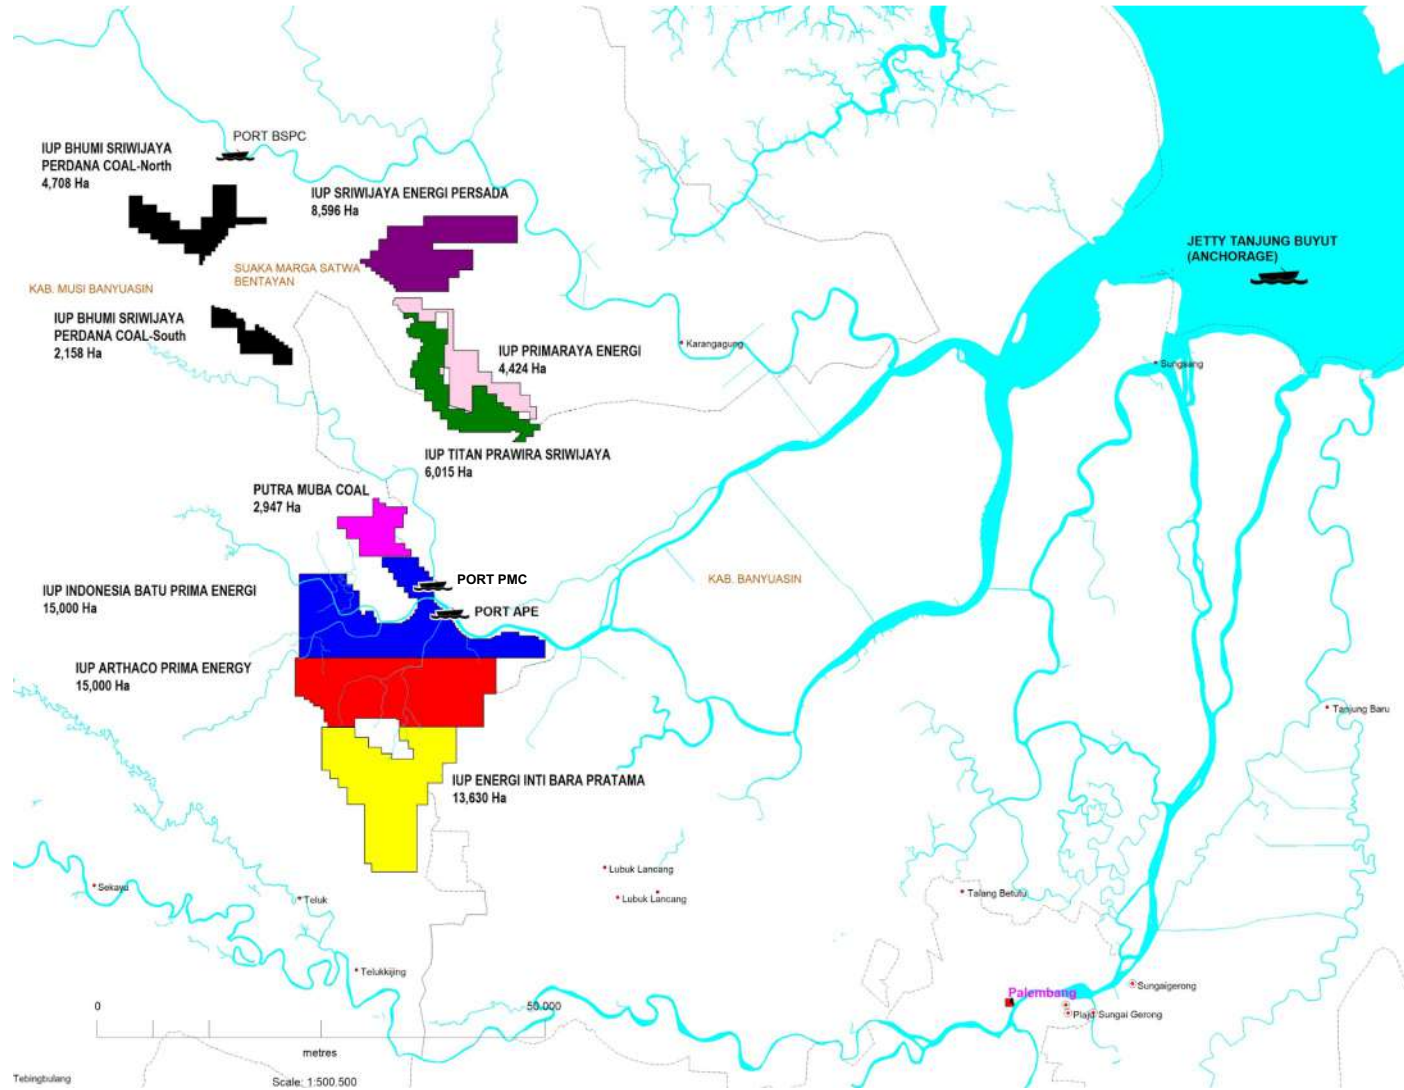 PORT BSPC
IUP BHUMI SRIWIJAYA
PERDANA COAL-North
4,708 Ha
IUP SRIWIJAYA ENERGI PERSADA
8,596 Ha
JETTY TANJUNG BUYUT
(ANCHORAGE)
SUAKA MARGA SATWA
BENTAYAN
KAB. MUSI BANYUASIN
IUP BHUMI SRIWIJAYA
PERDANA COAL-South
2,158 Ha
Karangagung
IUP PRIMARAYA ENERGI
4,424 Ha
Sungsang
IUP TITAN PRAWIRA SRIWIJAYA
6,015 Ha
PUTRA MUBA COAL
2,947 Ha
PORT PMC
KAB. BANYUASIN
IUP INDONESIA BATU PRIMA ENERGI
15,000 Ha
PORT APE
IUP ARTHACO PRIMA ENERGY
15,000 Ha
Tanjung Baru
IUP ENERGI INTI BARA PRATAMA
13,630 Ha
Lubuk Lancang
Sekayu
Teluk
Lubuk Lancang
Talang Betutu
Telukkijing
Sungaigerong
Palembang
Plaju Sungai Gerong
0
50.000
metres
Tebingbulang
Scale: 1:500.500